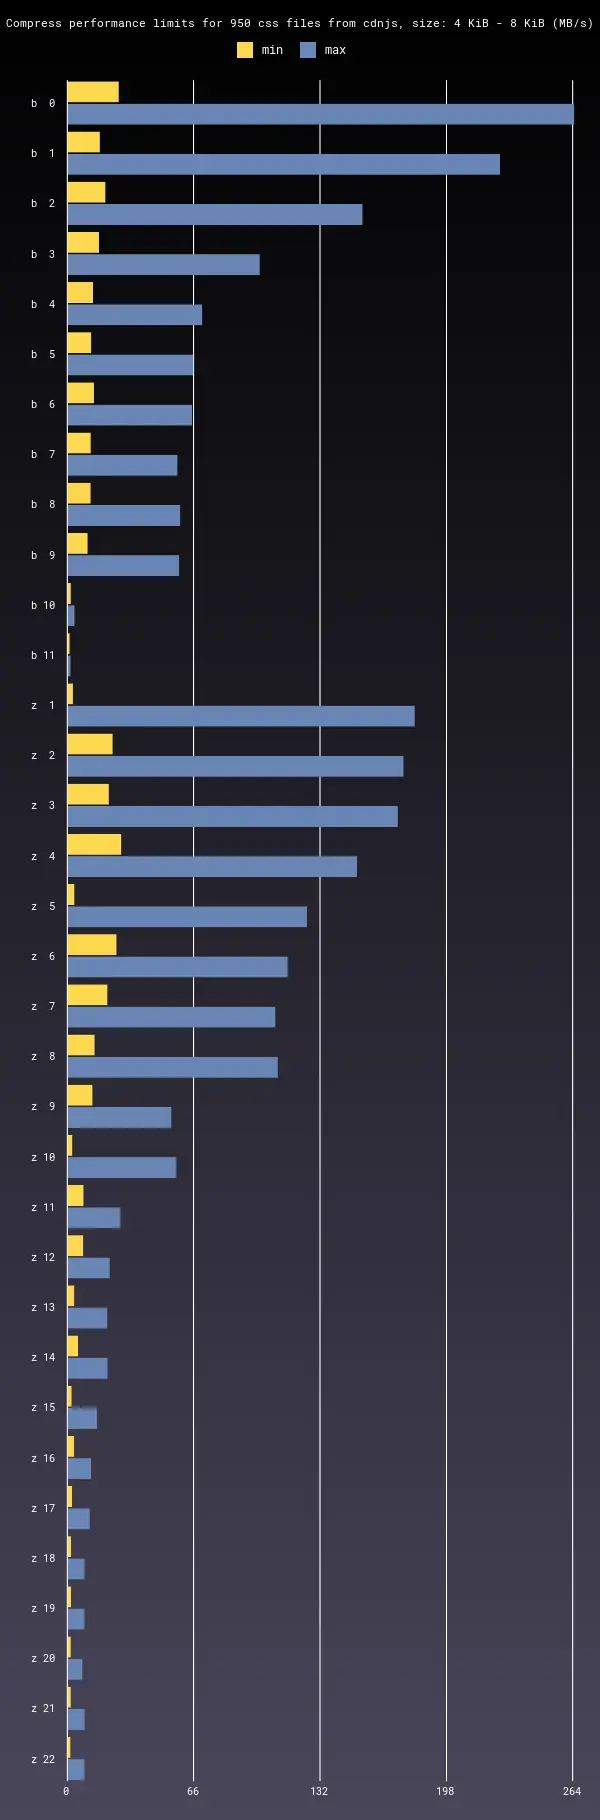 Compress performance limits for 950 css files from cdnjs, size: 4 KiB - 8 KiB (MB/s)
min max
b 0
b 1
b 2
b 3
b 4
b 5
b 6
b 7
b 8
b 9
b 10
b 11
z 1
z 2
z 3
z 4
z 5
z 6
z 7
z 8
z 9
z 10
z 11
z 12
z 13
z 14
z 15
z 16
z 17
z 18
z 19
z 20
z 21
z 22
0 66 132 198 264